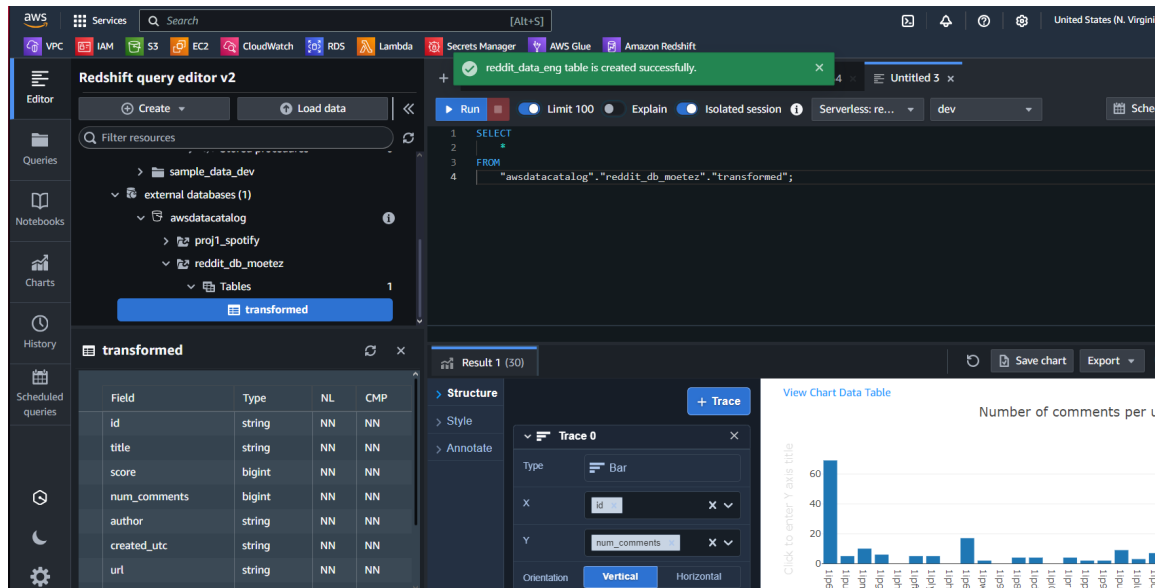 aws
Services
Search
[Alt+S]
United States (N. Virgini
VPC
IAM
S3
EC2
CloudWatch
RDS
Lambda
Secrets Manager
AWS Glue
Amazon Redshift
Editor
Queries
Notebooks
Charts
History
Scheduled
queries
Redshift query editor v2
Create
Load data
Filter resources
sample_data_dev
external databases (1)
awsdatacatalog
proj1_spotify
reddit_db_moetez
Tables
1
transformed
transformed
Field Type NL CMP
id string NN NN
title string NN NN
score bigint NN NN
num_comments bigint NN NN
author string NN NN
created_utc string NN NN
url string NN NN
reddit_data_eng table is created successfully.
4
Untitled 3
Run
Limit 100
Explain
Isolated session
Serverless: re...
dev
Sche
1 SELECT
2 *
3 FROM
4 "awsdatacatalog"."reddit_db_moetez"."transformed";
Result 1 (30)
Save chart
Export
Structure
Style
Annotate
+ Trace
Trace 0
Type
Bar
X
id
Y
num_comments
Orientation
Vertical
Horizontal
View Chart Data Table
Number of comments per u
Click to enter Y axis title
60
40
20
0